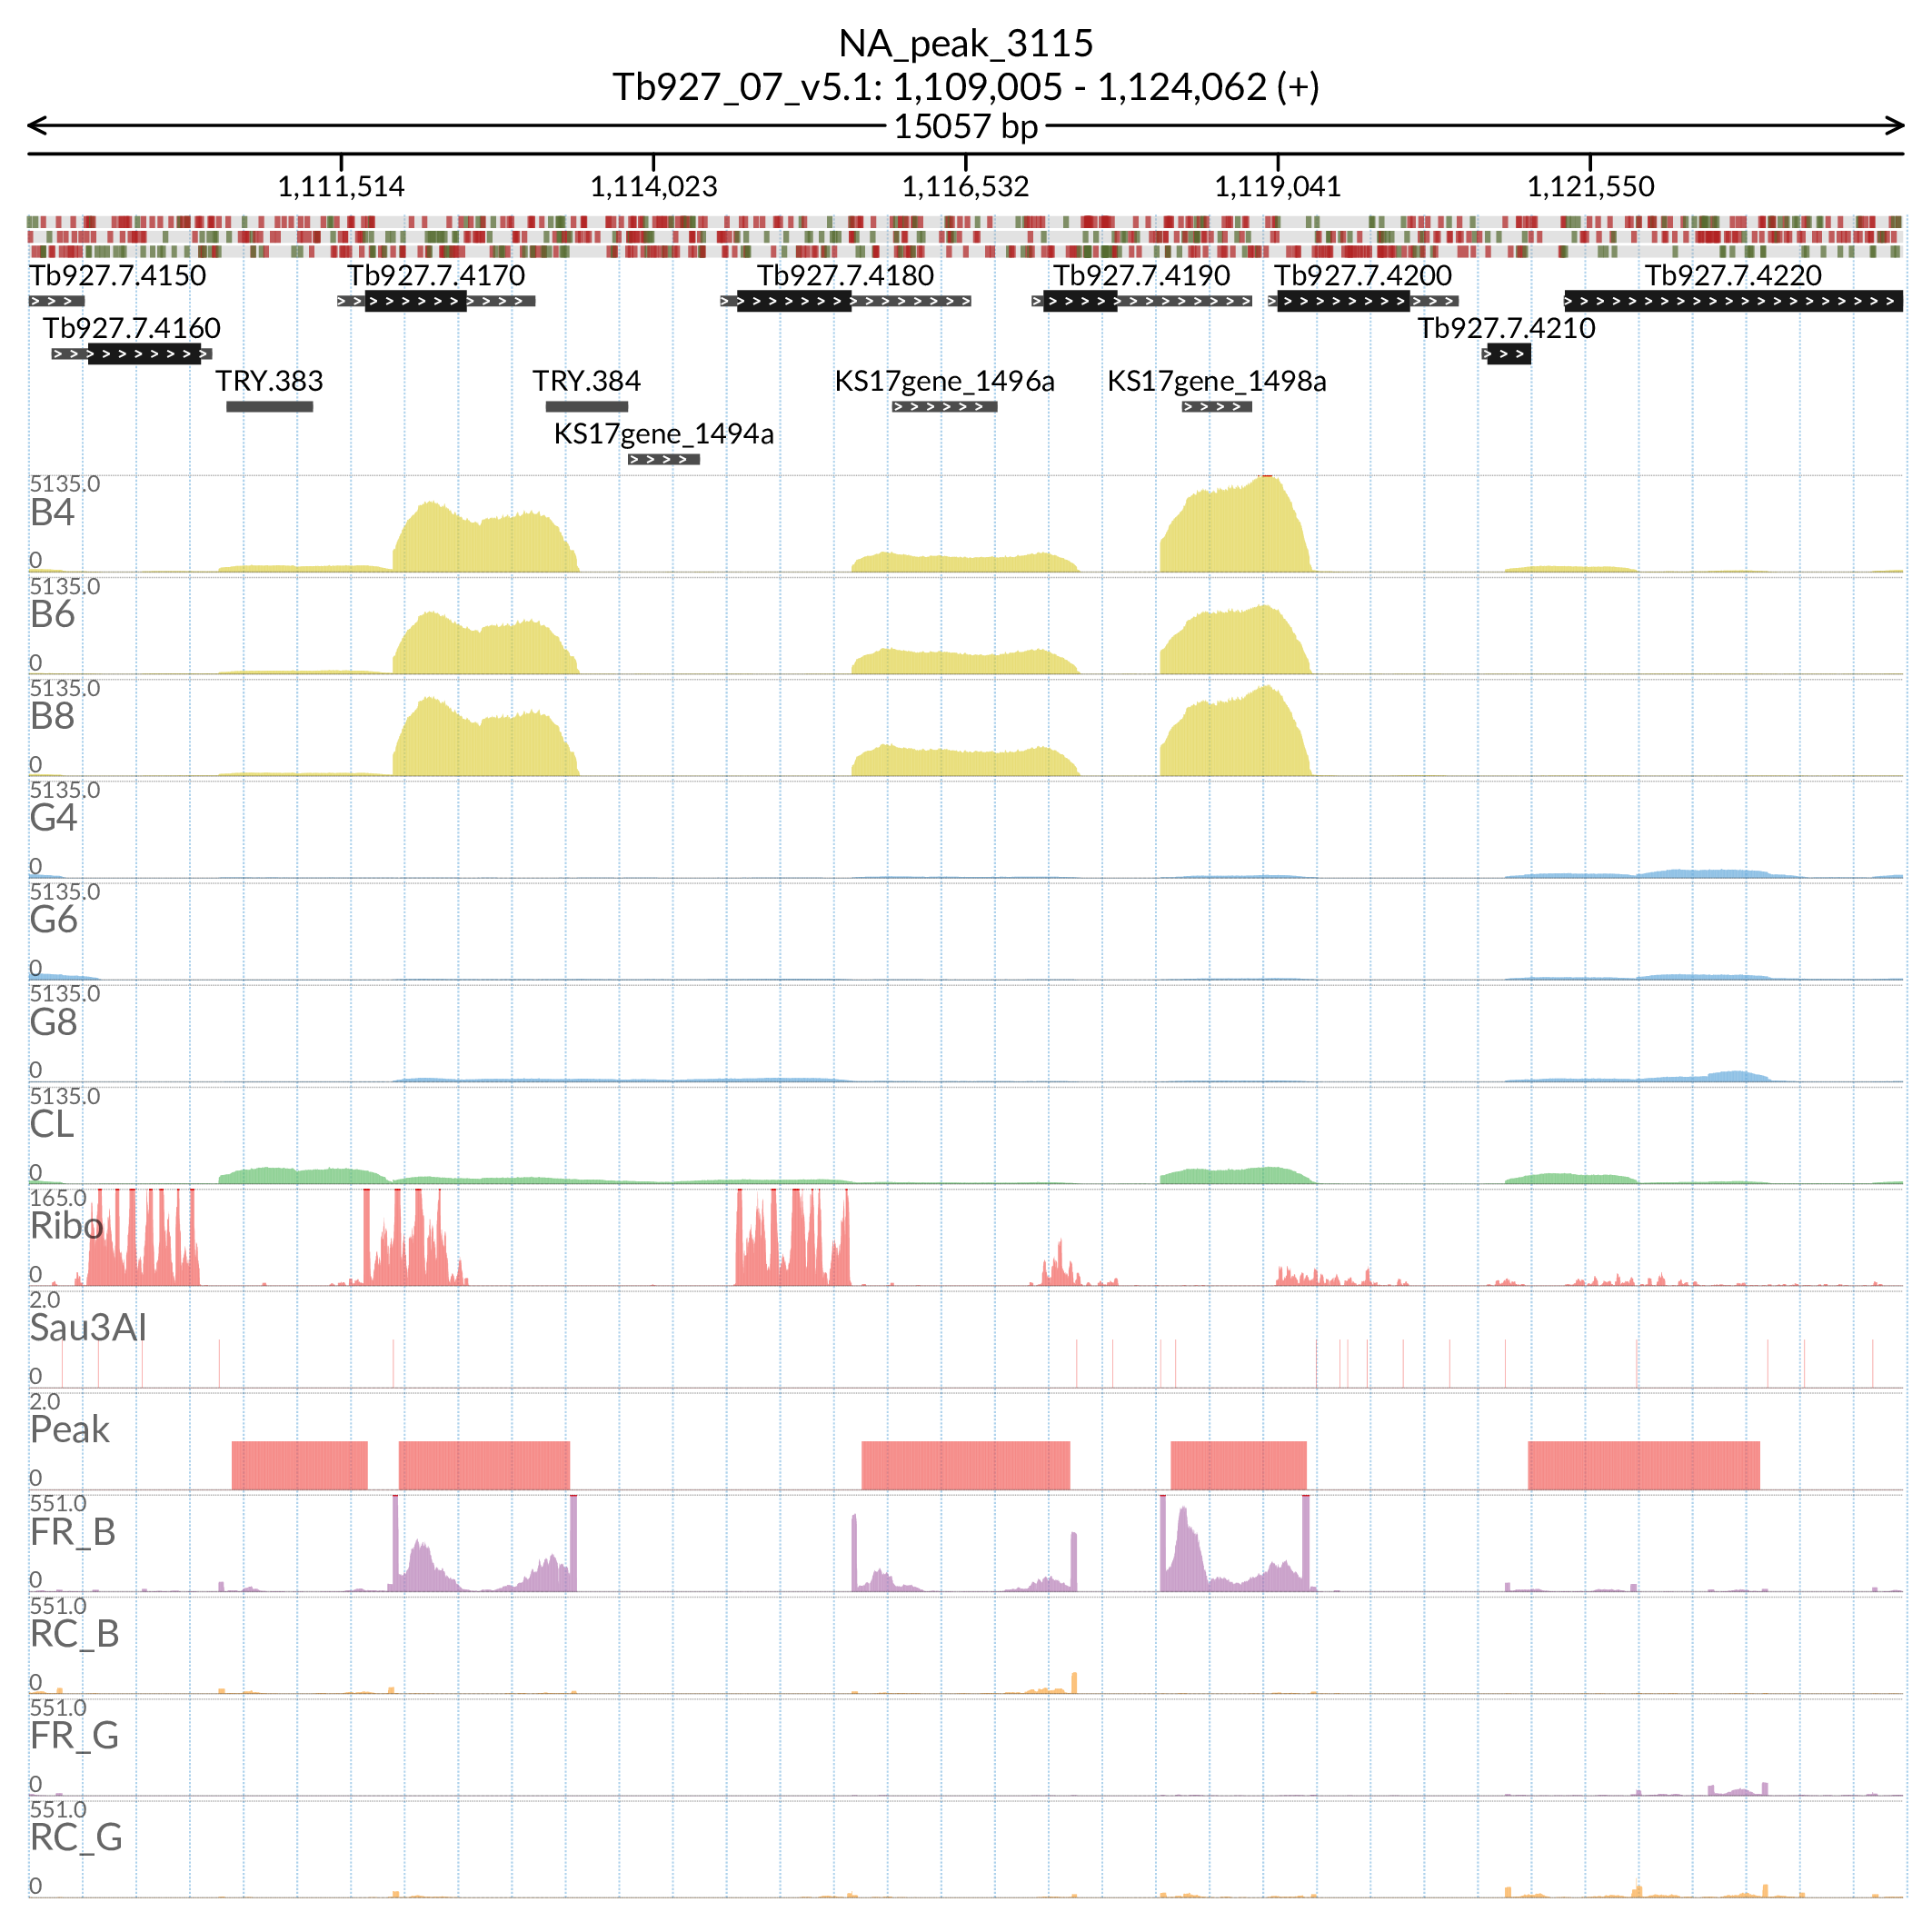 NA_peak_3115
Tb927_07_v5.1: 1,109,005 - 1,124,062 (+)
15057 bp
1,111,514 1,114,023 1,116,532 1,119,041 1,121,550
Tb927.7.4150 Tb927.7.4170 Tb927.7.4180 Tb927.7.4190 Tb927.7.4200 Tb927.7.4220
Tb927.7.4160 Tb927.7.4210
TRY.383 TRY.384 KS17gene_1496a KS17gene_1498a
KS17gene_1494a
5135.0
B4
0
5135.0
B6
0
5135.0
B8
0
5135.0
G4
0
5135.0
G6
0
5135.0
G8
0
5135.0
CL
0
165.0
Ribo
0
2.0
Sau3AI
0
2.0
Peak
0
551.0
FR_B
0
551.0
RC_B
0
551.0
FR_G
0
551.0
RC_G
0